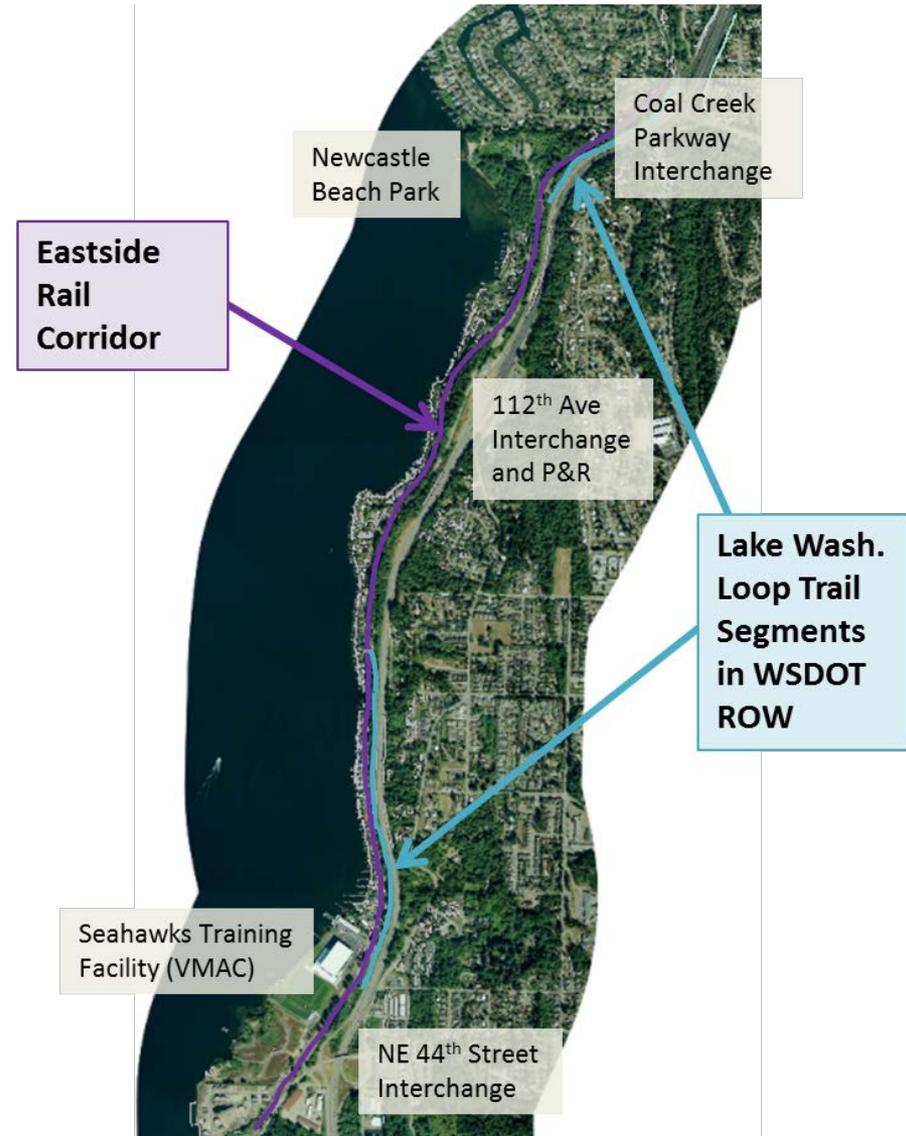 Coal Creek
Parkway
Interchange
Newcastle
Beach Park
Eastside
Rail
Corridor
112th Ave
Interchange
and P&R
Lake Wash.
Loop Trail
Segments
in WSDOT
ROW
Seahawks Training
Facility (VMAC)
NE 44th Street
Interchange